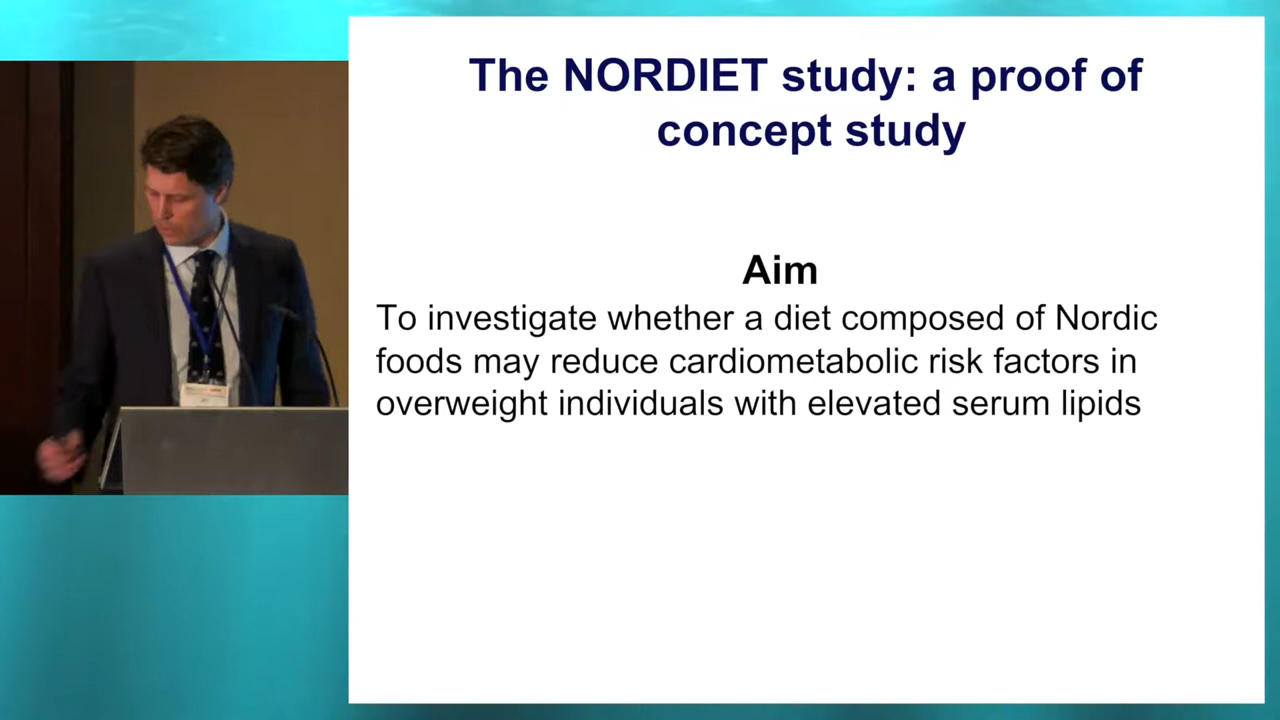 The NORDIET study: a proof of
concept study
Aim
To investigate whether a diet composed of Nordic
foods may reduce cardiometabolic risk factors in
overweight individuals with elevated serum lipids